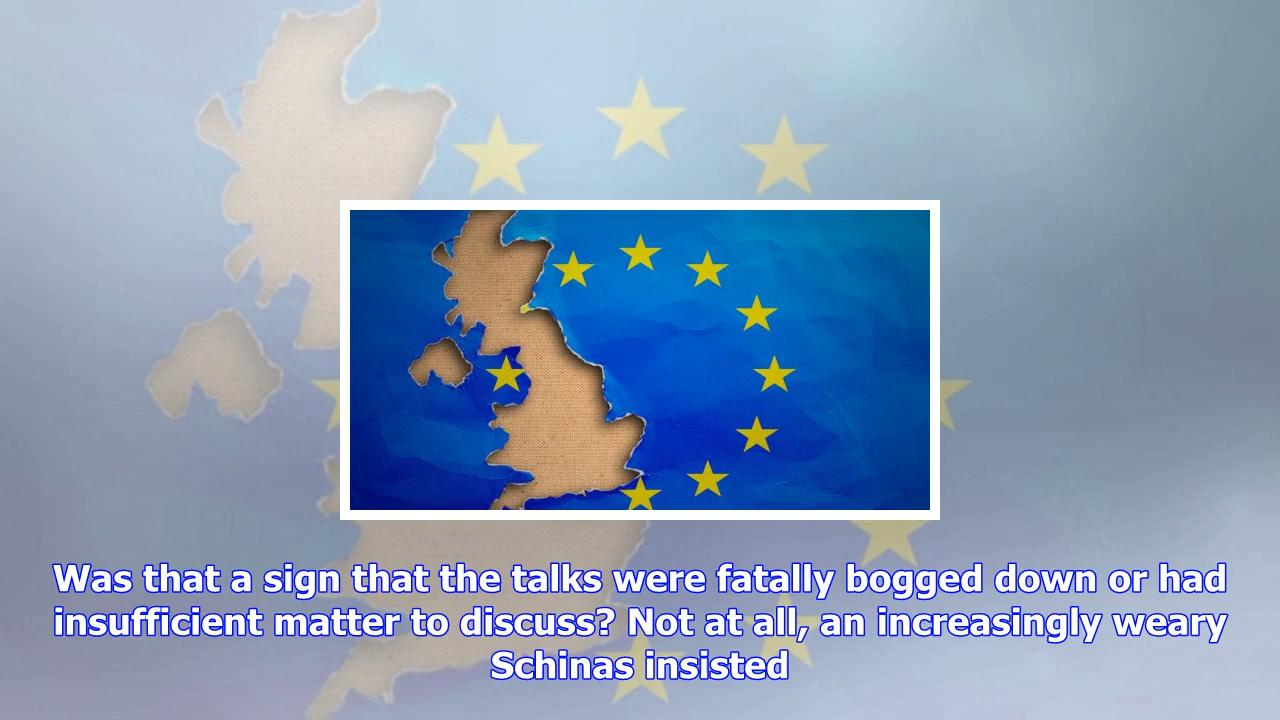 Was that a sign that the talks were fatally bogged down or had
insufficient matter to discuss? Not at all, an increasingly weary
Schinas insisted